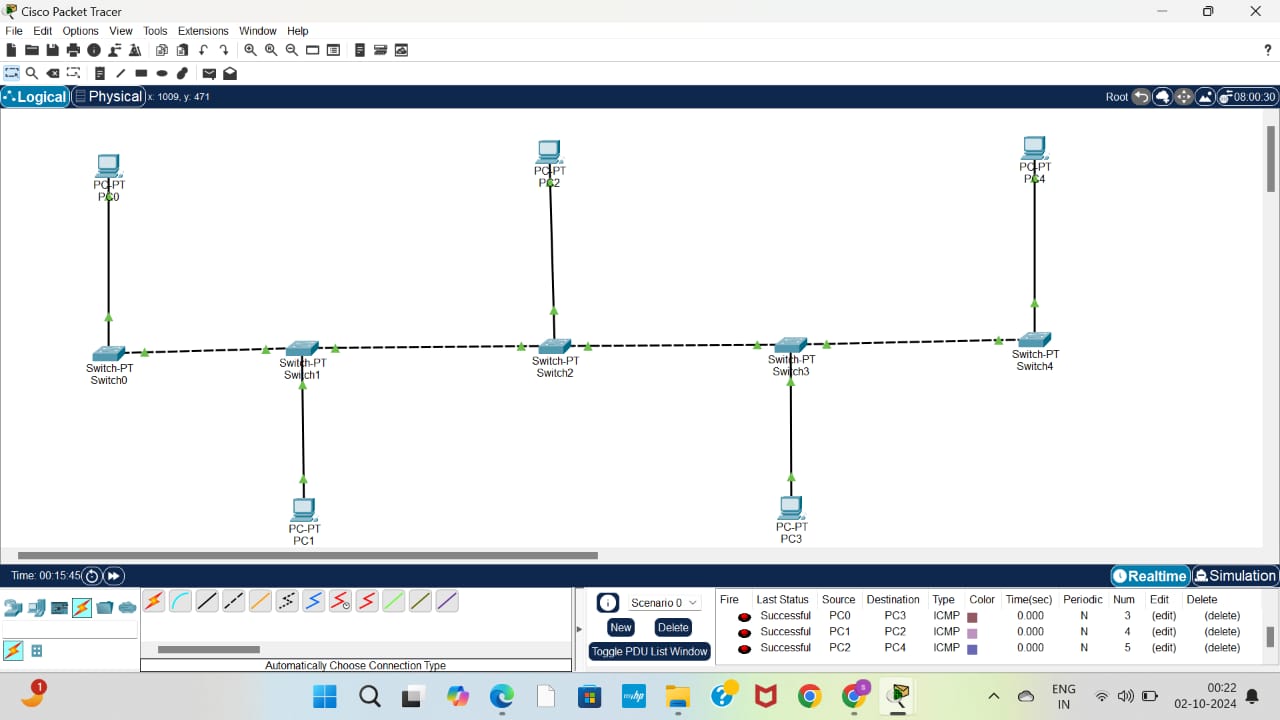 Cisco Packet Tracer
File Edit Options View Tools Extensions Window Help
?
Logical Physical x: 1009, y: 471 Root 08:00:30
PC-PT
PC0
PC-PT
PC2
PC-PT
PC4
Switch-PT
Switch0
Switch-PT
Switch1
Switch-PT
Switch2
Switch-PT
Switch3
Switch-PT
Switch4
PC-PT
PC1
PC-PT
PC3
Time: 00:15:45 Realtime Simulation
Scenario 0
New Delete
Toggle PDU List Window
Automatically Choose Connection Type
Fire Last Status Source Destination Type Color Time(sec) Periodic Num Edit Delete
Successful PC0 PC3 ICMP 0.000 N 3 (edit) (delete)
Successful PC1 PC2 ICMP 0.000 N 4 (edit) (delete)
Successful PC2 PC4 ICMP 0.000 N 5 (edit) (delete)
1
myhp
?
s
ENG
IN
00:22
02-10-2024